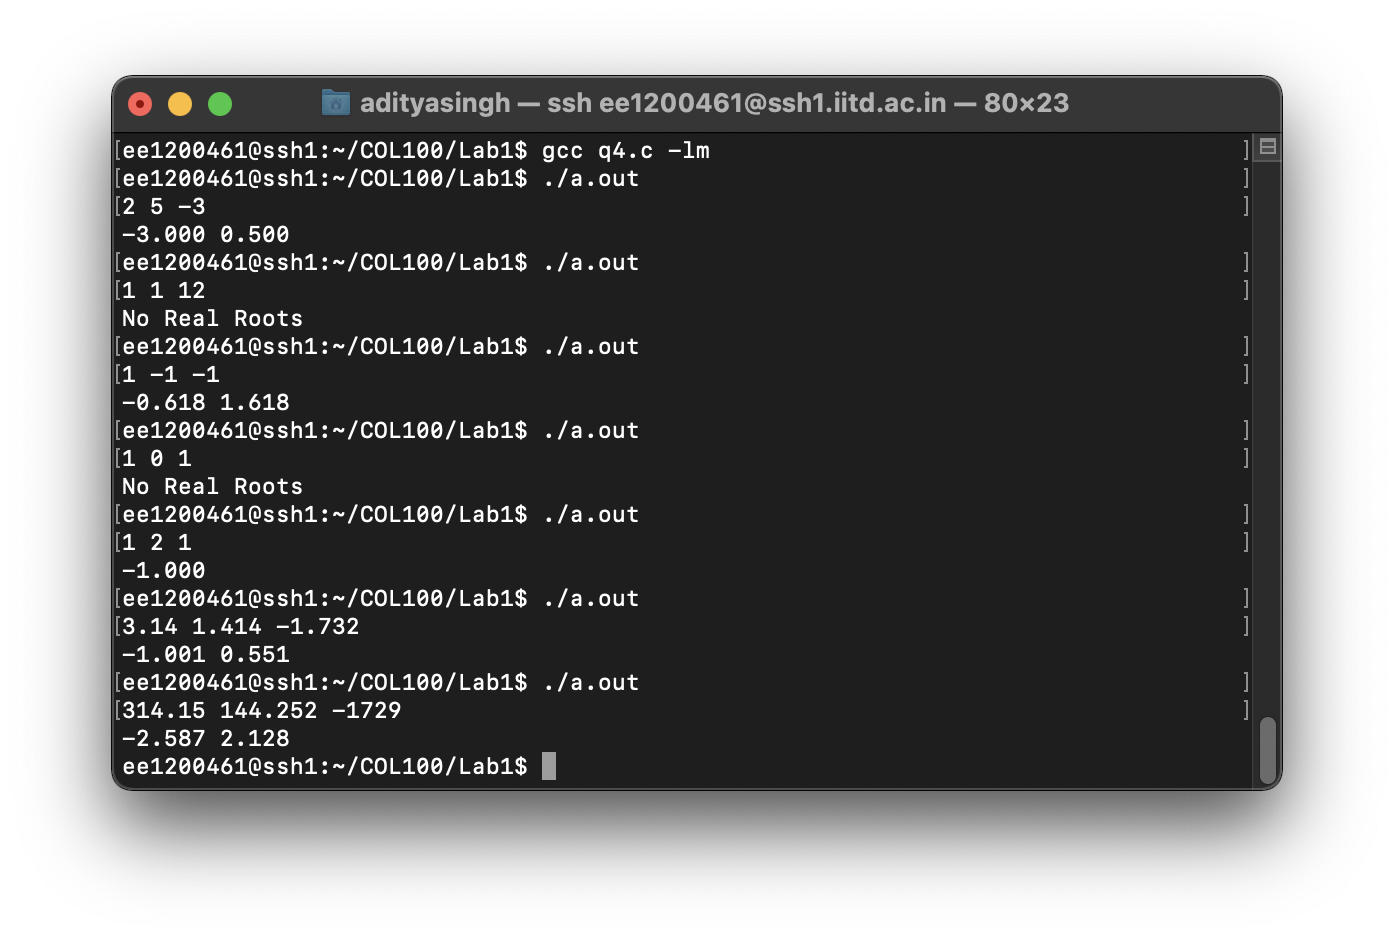 adityasingh — ssh ee1200461@ssh1.iitd.ac.in — 80×23
[ee1200461@ssh1:~/COL100/Lab1$ gcc q4.c -lm ]
[ee1200461@ssh1:~/COL100/Lab1$ ./a.out ]
[2 5 -3 ]
-3.000 0.500
[ee1200461@ssh1:~/COL100/Lab1$ ./a.out ]
[1 1 12 ]
No Real Roots
[ee1200461@ssh1:~/COL100/Lab1$ ./a.out ]
[1 -1 -1 ]
-0.618 1.618
[ee1200461@ssh1:~/COL100/Lab1$ ./a.out ]
[1 0 1 ]
No Real Roots
[ee1200461@ssh1:~/COL100/Lab1$ ./a.out ]
[1 2 1 ]
-1.000
[ee1200461@ssh1:~/COL100/Lab1$ ./a.out ]
[3.14 1.414 -1.732 ]
-1.001 0.551
[ee1200461@ssh1:~/COL100/Lab1$ ./a.out ]
[314.15 144.252 -1729 ]
-2.587 2.128
ee1200461@ssh1:~/COL100/Lab1$